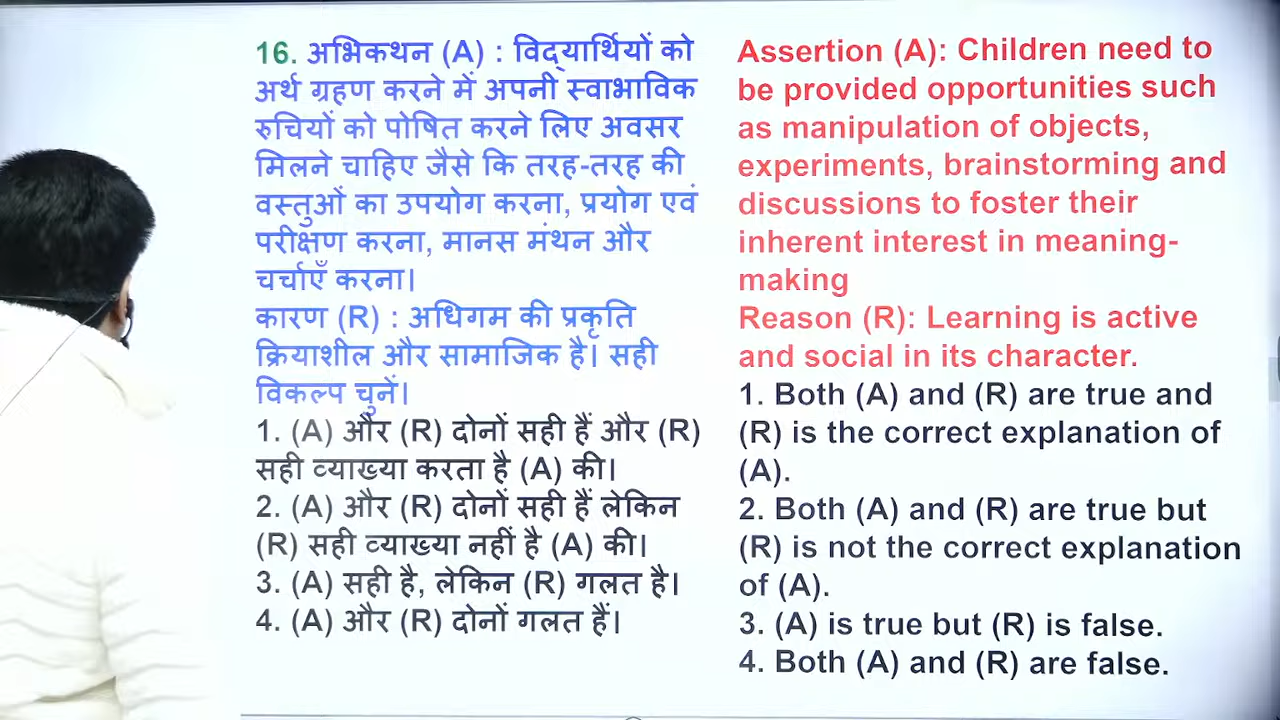 16. अभिकथन (A) : विद्यार्थियों को
अर्थ ग्रहण करने में अपनी स्वाभाविक
रुचियों को पोषित करने लिए अवसर
मिलने चाहिए जैसे कि तरह-तरह की
वस्तुओं का उपयोग करना, प्रयोग एवं
परीक्षण करना, मानस मंथन और
चर्चाएँ करना।
कारण (R) : अधिगम की प्रकृति
क्रियाशील और सामाजिक है। सही
विकल्प चुनें।
1. (A) और (R) दोनों सही हैं और (R)
सही व्याख्या करता है (A) की।
2. (A) और (R) दोनों सही हैं लेकिन
(R) सही व्याख्या नहीं है (A) की।
3. (A) सही है, लेकिन (R) गलत है।
4. (A) और (R) दोनों गलत हैं।
Assertion (A): Children need to
be provided opportunities such
as manipulation of objects,
experiments, brainstorming and
discussions to foster their
inherent interest in meaning-
making
Reason (R): Learning is active
and social in its character.
1. Both (A) and (R) are true and
(R) is the correct explanation of
(A).
2. Both (A) and (R) are true but
(R) is not the correct explanation
of (A).
3. (A) is true but (R) is false.
4. Both (A) and (R) are false.